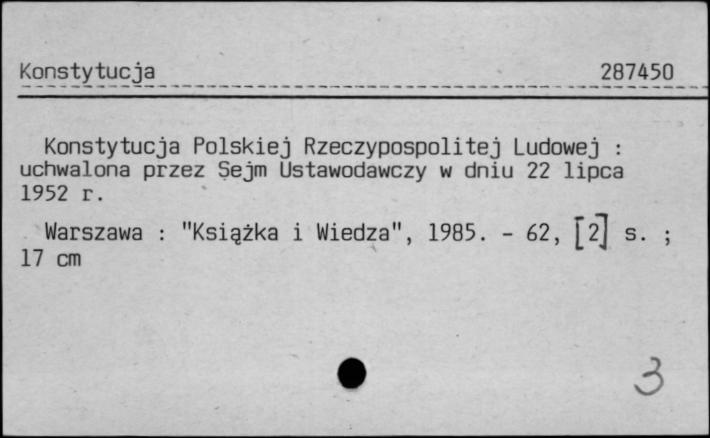 Konstytucja 287450
Konstytucja Polskiej Rzeczypospolitej Ludowej :
uchwalona przez Sejm Ustawodawczy w dniu 22 lipca
1952 r.
Warszawa : "Książka i Wiedza", 1985. - 62, [2] s. ;
17 cm
3